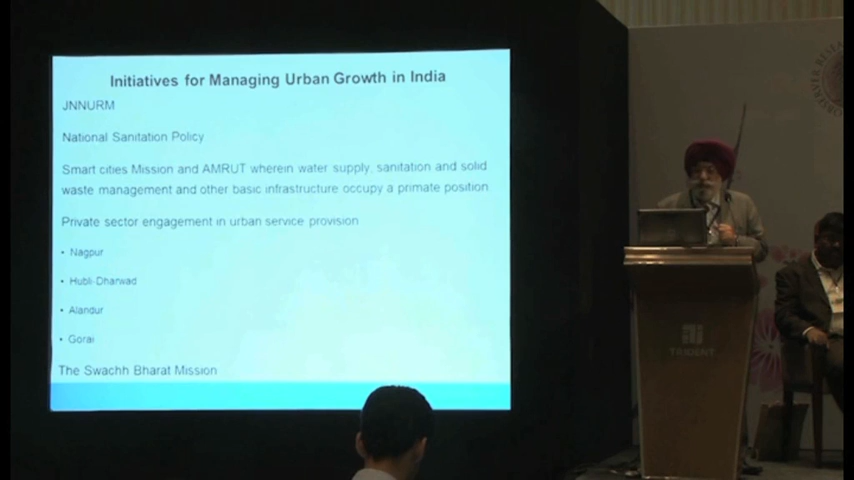 Initiatives for Managing Urban Growth in India
JNNURM
National Sanitation Policy
Smart cities Mission and AMRUT wherein water supply, sanitation and solid
waste management and other basic infrastructure occupy a primate position
Private sector engagement in urban service provision
• Nagpur
• Hubli-Dharwad
• Alandur
• Gorai
The Swachh Bharat Mission
TRIDENT